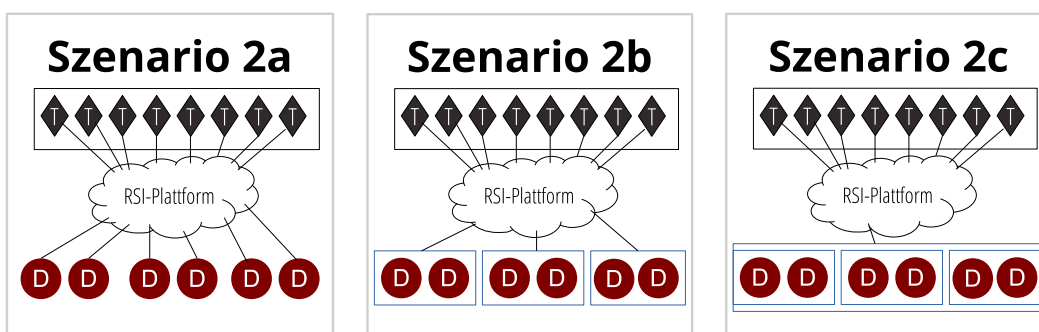 Szenario 2a
T T T T T T T T
RSI-Plattform
D D D D D D
Szenario 2b
T T T T T T T T
RSI-Plattform
D D D D D D
Szenario 2c
T T T T T T T T
RSI-Plattform
D D D D D D